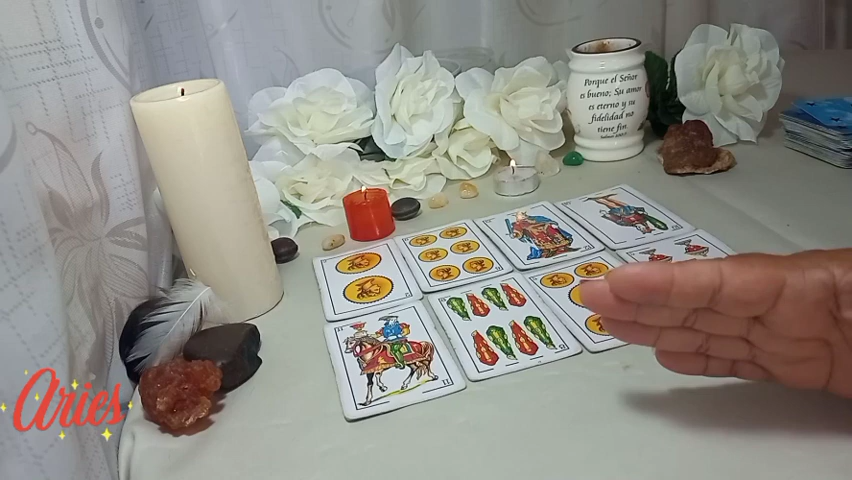 Porque el Señor
es bueno; Su amor
es eterno y su
fidelidad no
tiene fin
Aries